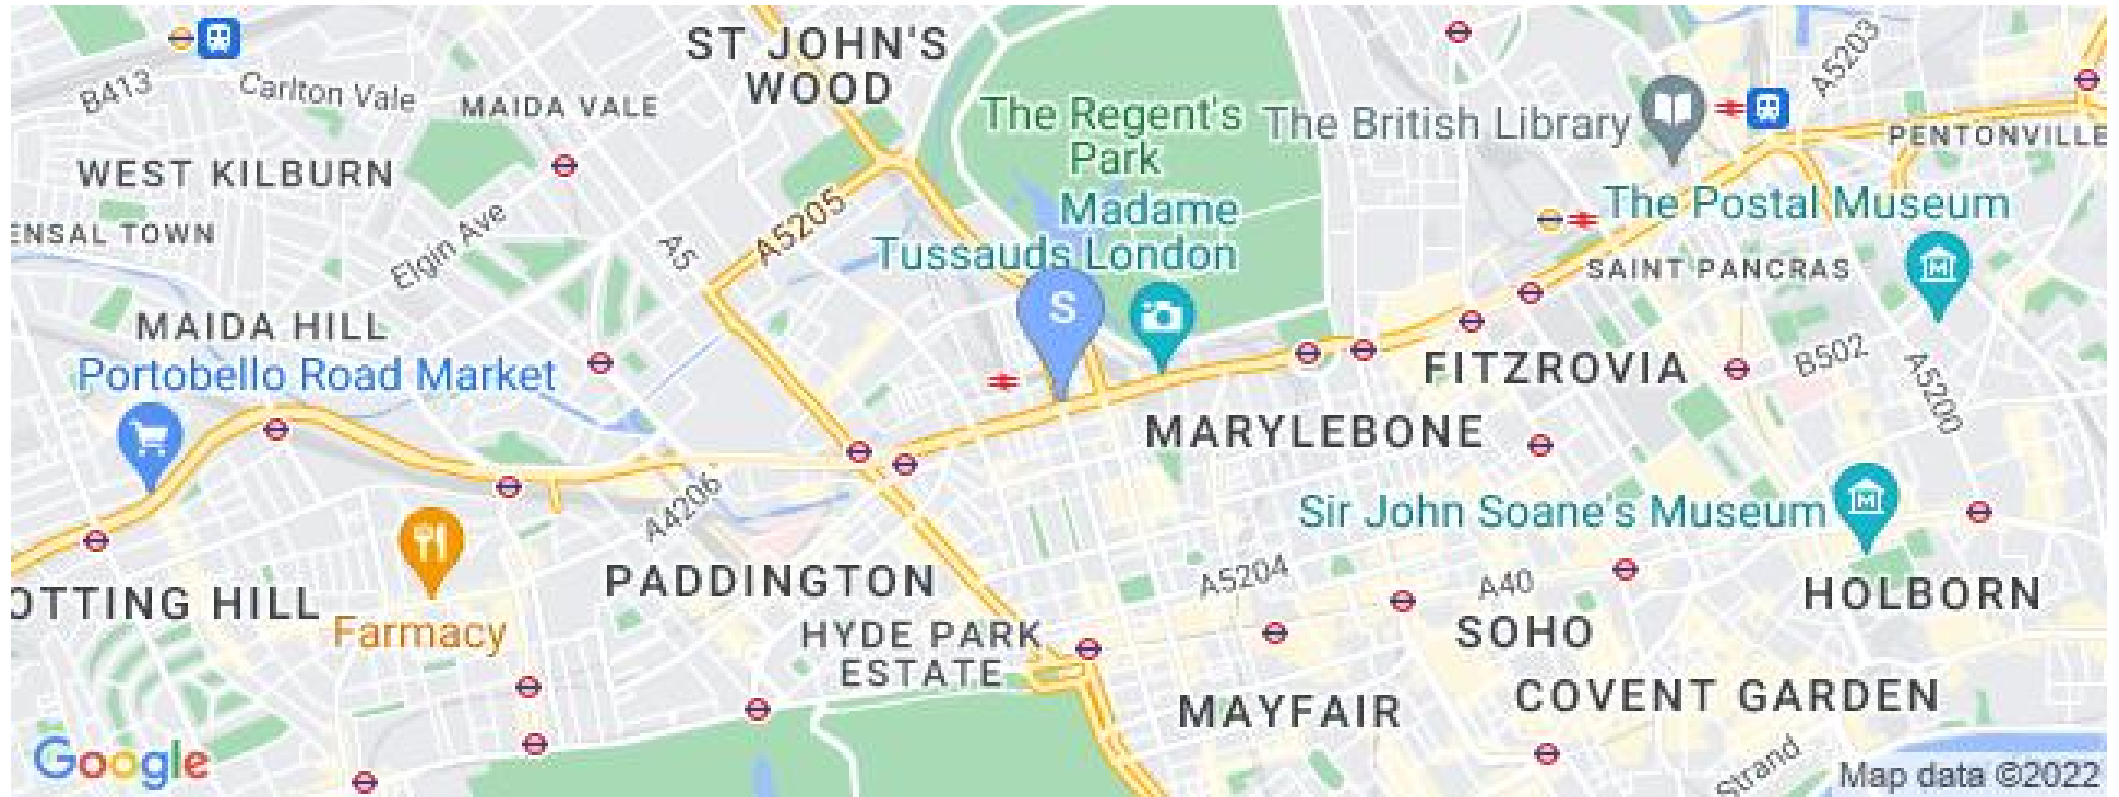 ST JOHN'S
WOOD
B413
Carlton Vale
MAIDA VALE
The Regent's
Park
The British Library
A5203
PENTONVILLE
WEST KILBURN
Madame
Tussauds London
The Postal Museum
ENSAL TOWN
Elgin Ave
A5
A5205
S
SAINT PANCRAS
MAIDA HILL
Portobello Road Market
FITZROVIA
B502
A5200
MARYLEBONE
A4206
Sir John Soane's Museum
PADDINGTON
A5204
A40
HOLBORN
OTTING HILL
Farmacy
HYDE PARK
ESTATE
SOHO
MAYFAIR
COVENT GARDEN
Google
Strand
Map data ©2022